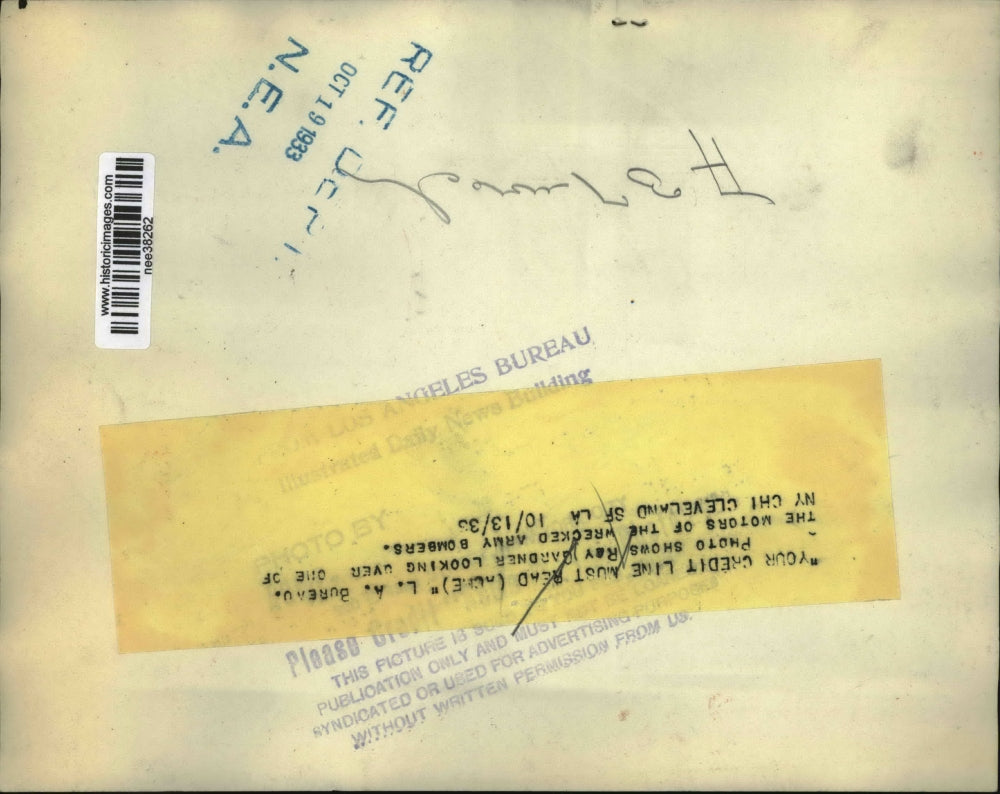 REF. DEPT.
OCT 19 1933
N.E.A.
www.historicimages.com
nee38262
LOS ANGELES BUREAU
Illustrated Daily News Building
"YOUR CREDIT LINE MUST READ (ACME)" L. A. BUREAU.
PHOTO SHOWS RAY GARDNER LOOKING OVER ONE OF
THE MOTORS OF THE WRECKED ARMY BOMBERS.
NY CHI CLEVELAND SF LA 10/13/33
PHOTO BY
Please
THIS PICTURE IS
PUBLICATION ONLY AND MUST NOT BE
SYNDICATED OR USED FOR ADVERTISING PURPOSES
WITHOUT WRITTEN PERMISSION FROM US.